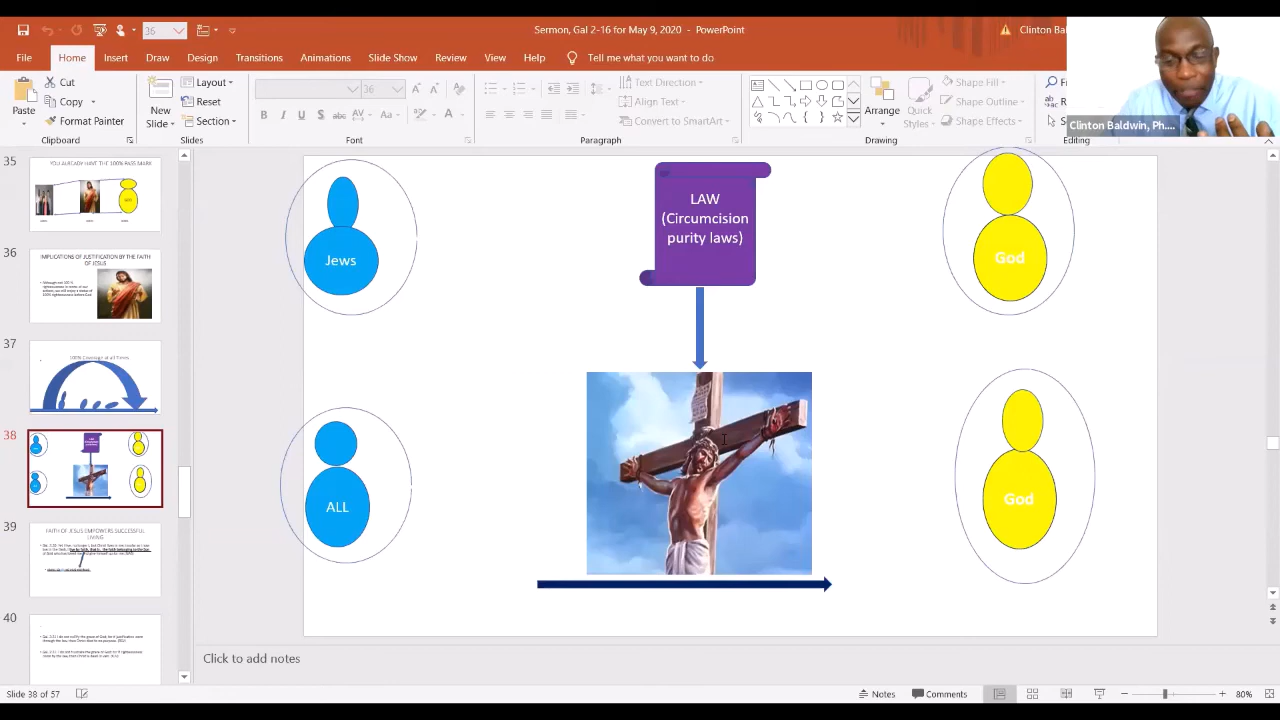 36
Sermon, Gal 2-16 for May 9, 2020 - PowerPoint
Clinton Bal
File Home Insert Draw Design Transitions Animations Slide Show Review View Help Tell me what you want to do
Paste
Cut
Copy
Format Painter
New
Slide
Layout
Reset
Section
36
Text Direction
Align Text
Convert to SmartArt
Arrange
Quick
Styles
Shape Fill
Shape Outline
Shape Effects
Clipboard Slides Font Paragraph Drawing Editing
Clinton Baldwin, Ph....
35
YOU ALREADY HAVE THE 100% PASS MARK
36
IMPLICATIONS OF JUSTIFICATION BY THE FAITH
OF JESUS
37
100% Coverage at all Times
38
39
FAITH OF JESUS EMPOWERS SUCCESSFUL
LIVING
40
LAW
(Circumcision
purity laws)
Jews
God
ALL
God
Click to add notes
Slide 38 of 57
Notes
Comments
80%